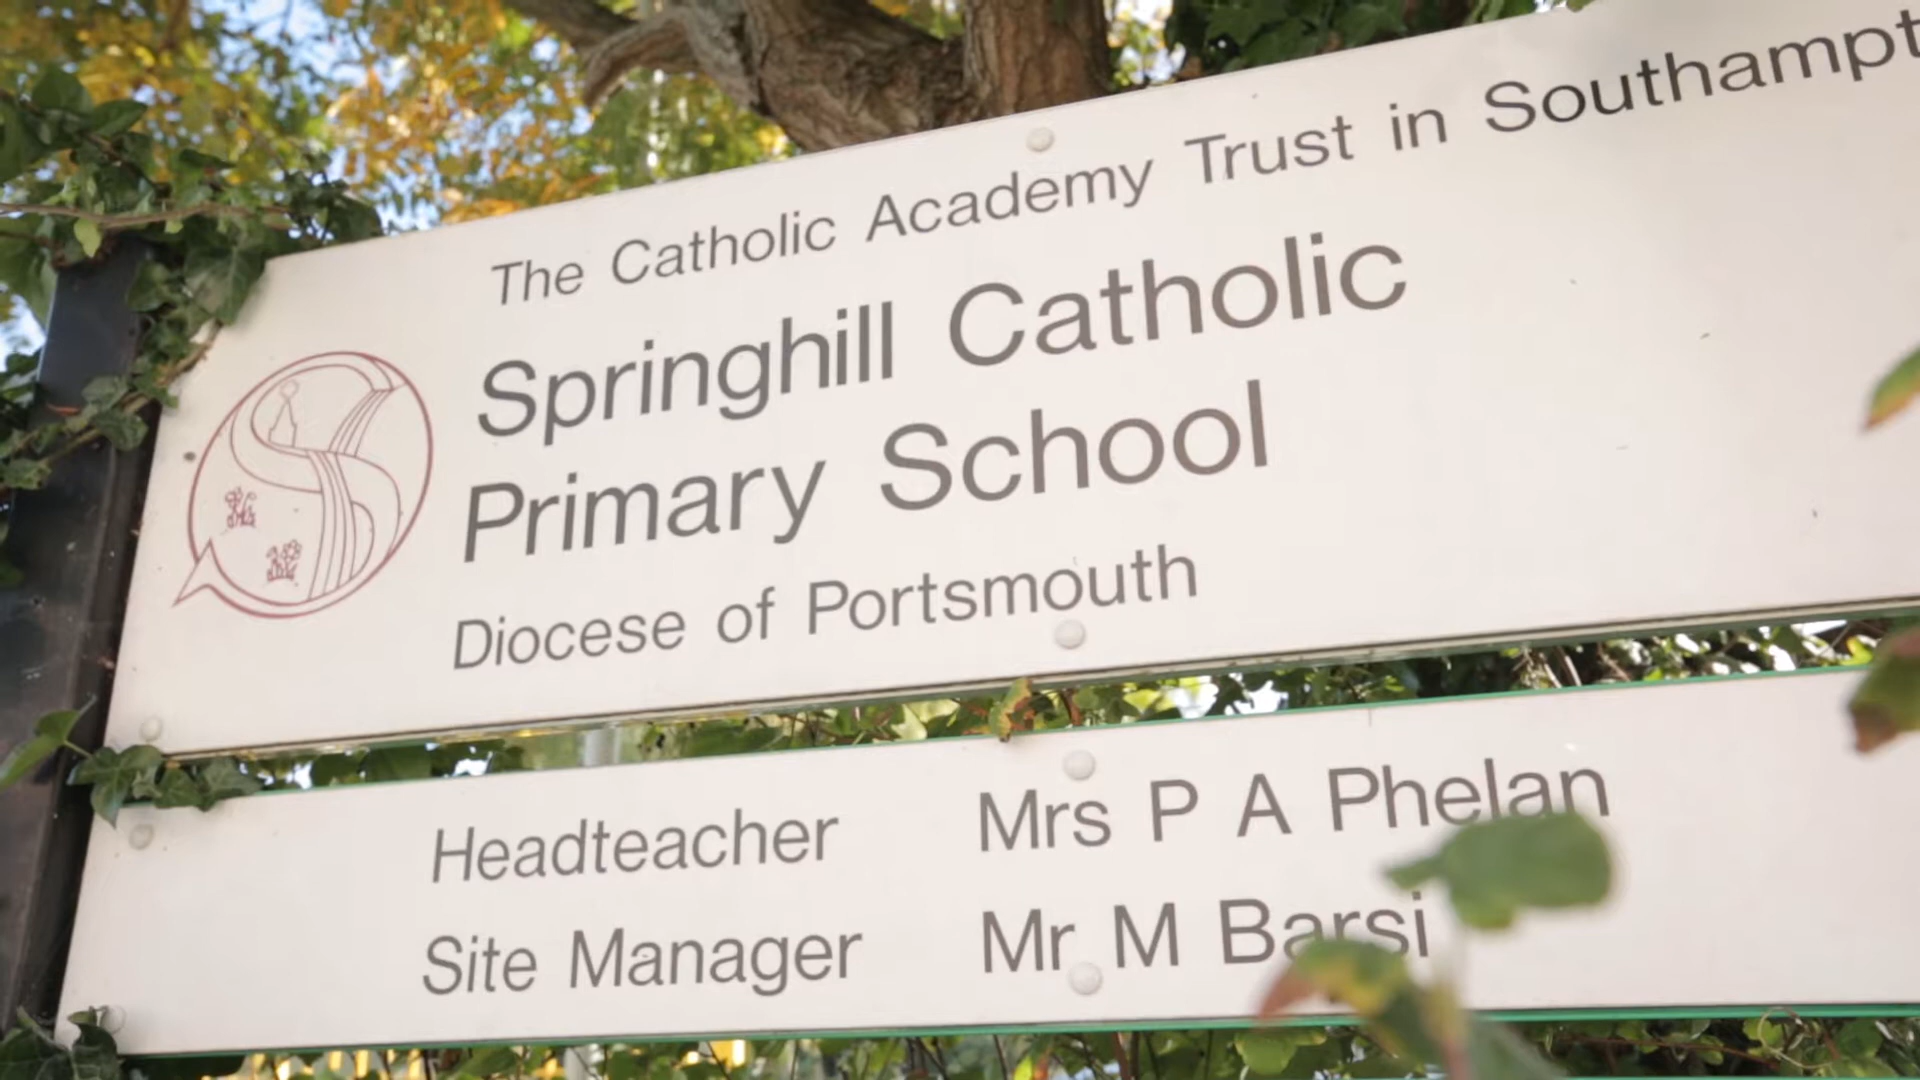 The Catholic Academy Trust in Southampt
Springhill Catholic
Primary School
Diocese of Portsmouth
Headteacher Mrs P A Phelan
Site Manager Mr M Barsi